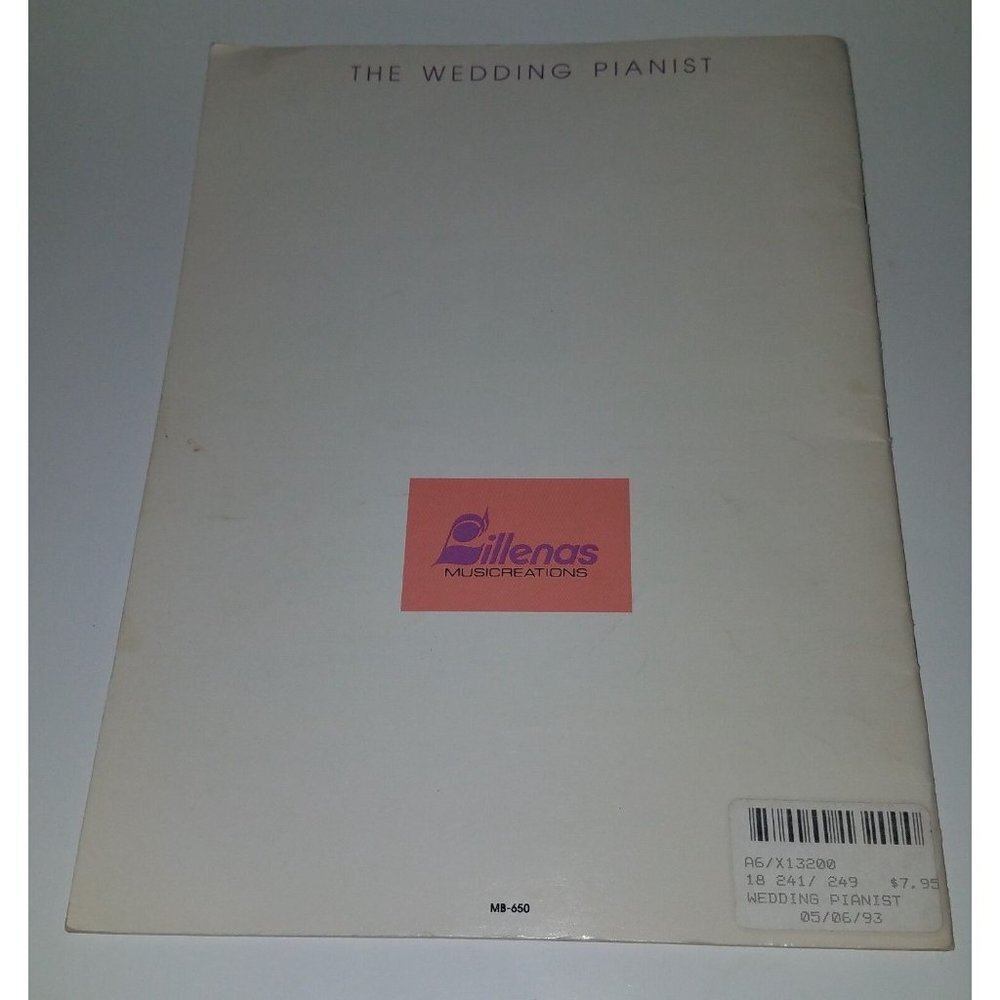 THE WEDDING PIANIST
Lillenas
MUSICREATIONS
A6/X13200
18 241/ 249 $7.95
WEDDING PIANIST
05/06/93
MB-650